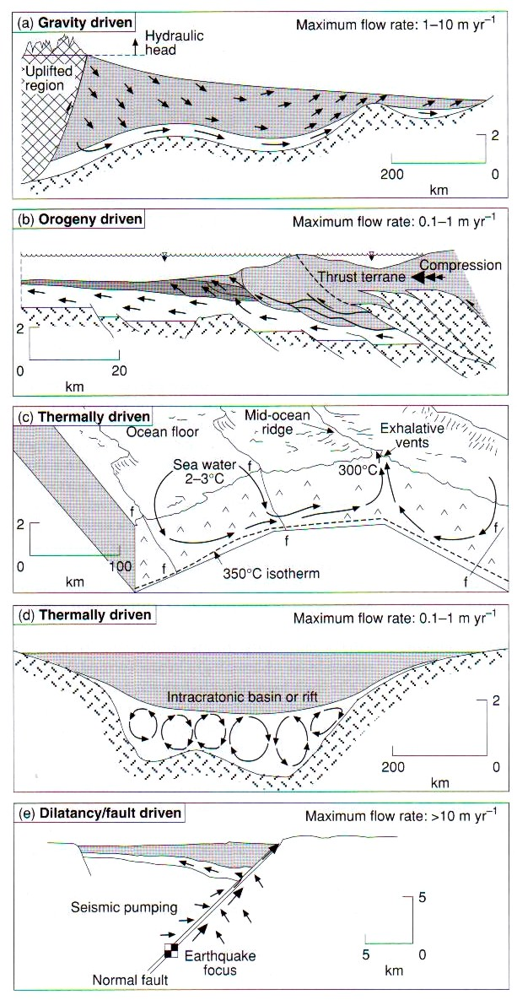 (a) Gravity driven
Maximum flow rate: 1–10 m yr⁻¹
Hydraulic
head
Uplifted
region
2
200
0
km
(b) Orogeny driven
Maximum flow rate: 0.1–1 m yr⁻¹
Compression
Thrust terrane
2
0
20
km
(c) Thermally driven
Ocean floor
Mid-ocean
ridge
Exhalative
vents
Sea water
2–3°C
f
300°C
f
2
f
0
100
f
f
km
350°C isotherm
f
(d) Thermally driven
Maximum flow rate: 0.1–1 m yr⁻¹
Intracratonic basin or rift
2
200
0
km
(e) Dilatancy/fault driven
Maximum flow rate: >10 m yr⁻¹
Seismic pumping
5
5
0
km
Earthquake
focus
Normal fault